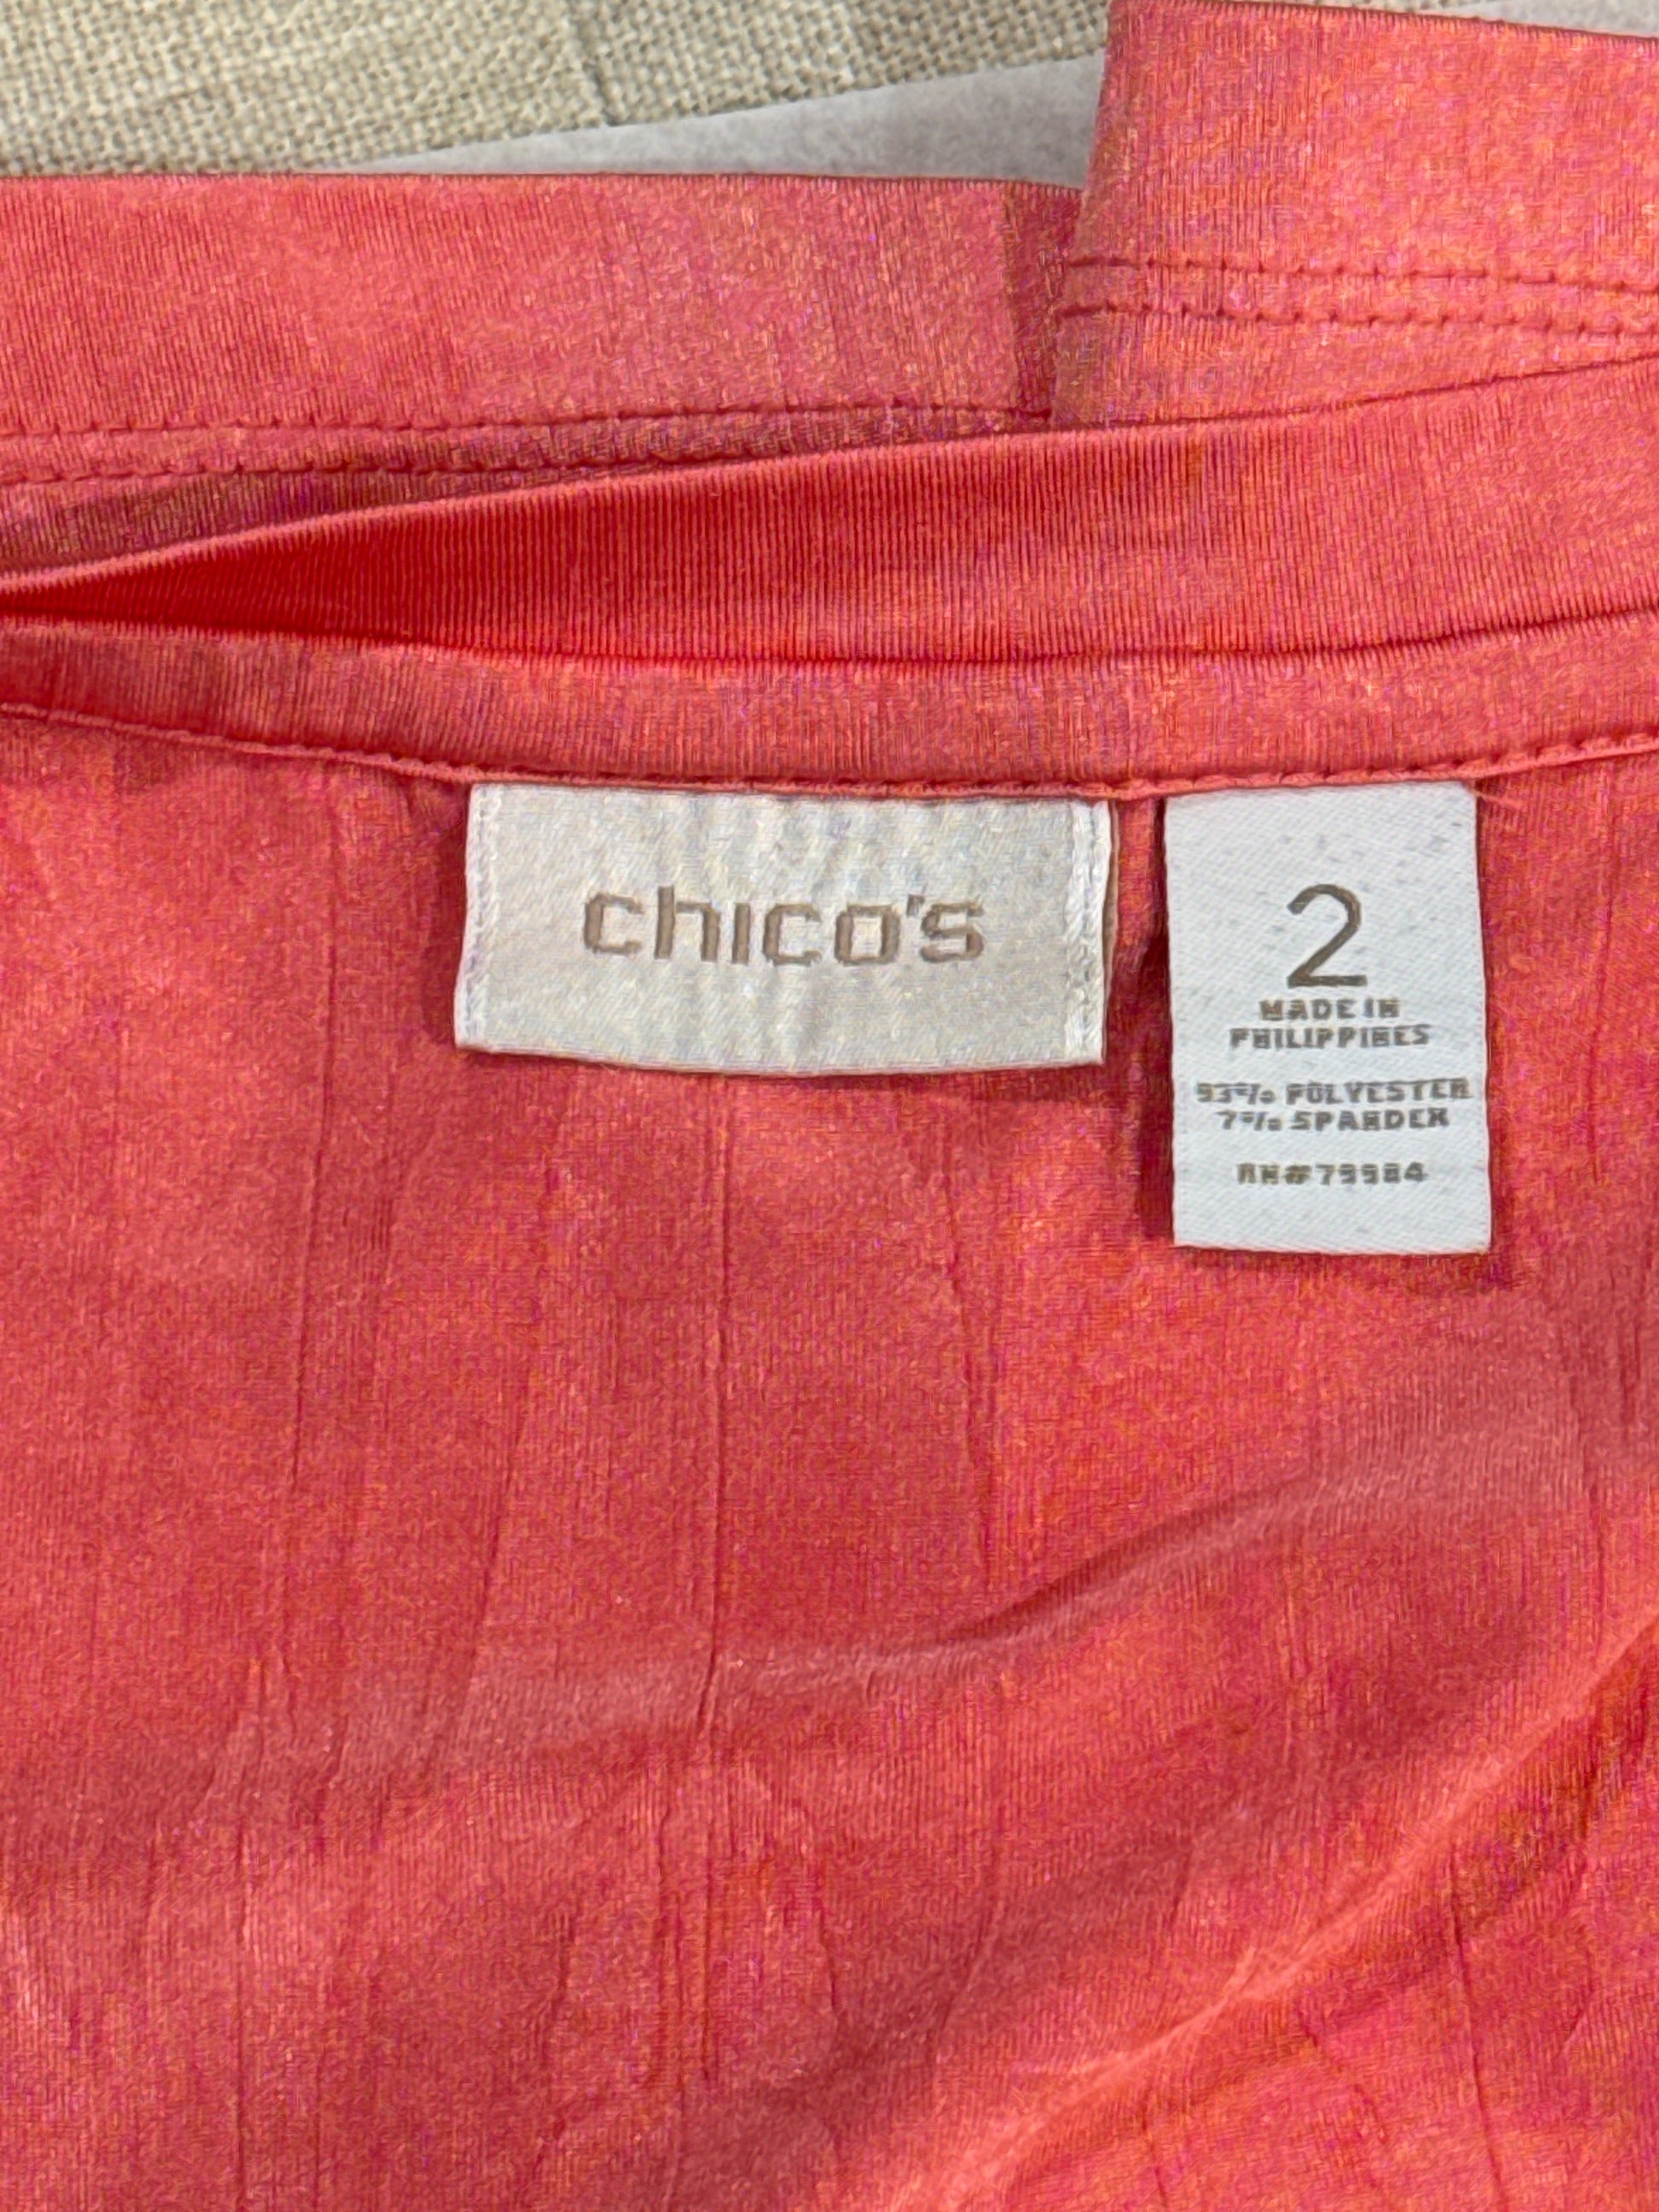 chico's
2
MADE IN
PHILIPPINES
93% POLYESTER
7% SPANDEX
RN#79984